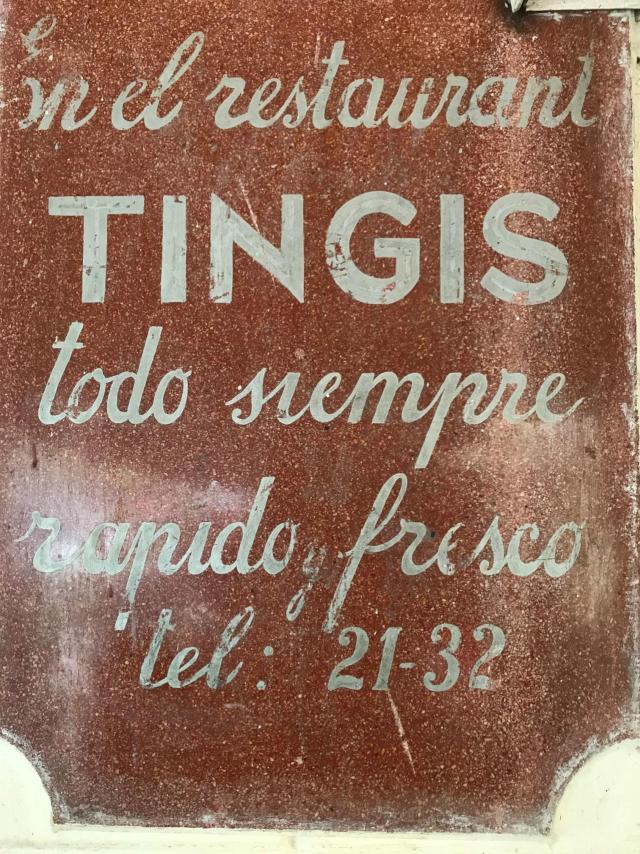 En el restaurant
TINGIS
todo siempre
rapido y fresco
tel: 21-32